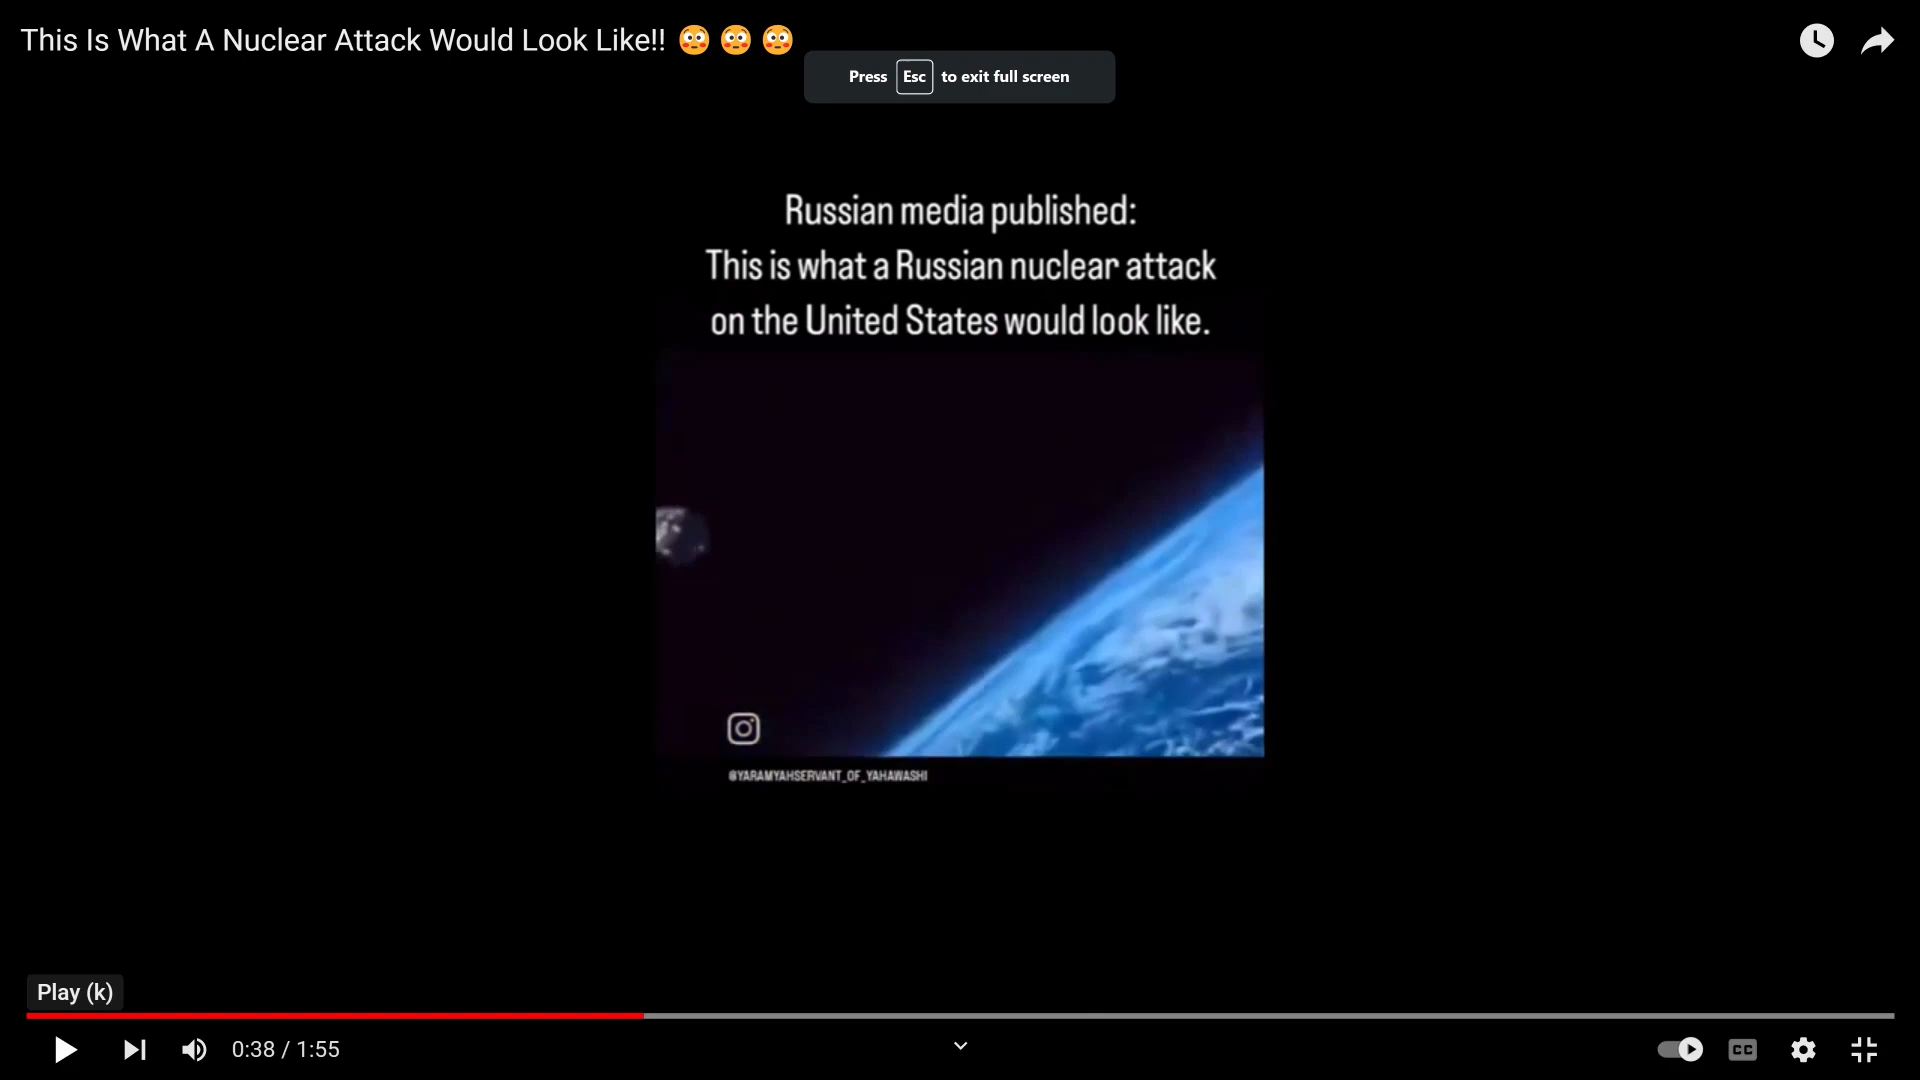 This Is What A Nuclear Attack Would Look Like!! 😳 😳 😳
Press Esc to exit full screen
Russian media published:
This is what a Russian nuclear attack
on the United States would look like.
@YARAMYAHSERVANT_OF_YAHAWASHI
Play (k)
0:38 / 1:55
CC